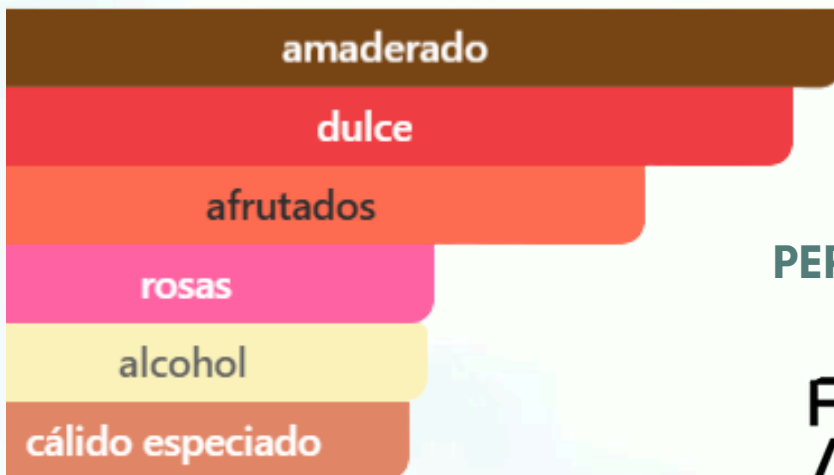 amaderado
dulce
afrutados
rosas
alcohol
cálido especiado